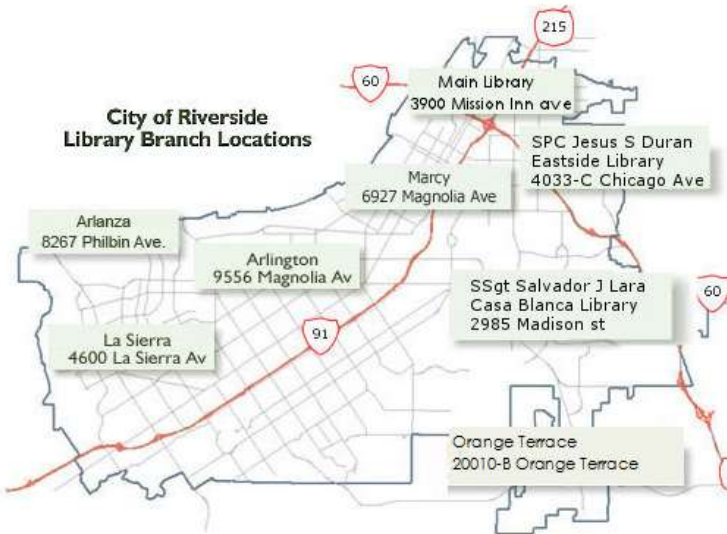 215
60
Main Library
3900 Mission Inn ave
City of Riverside
Library Branch Locations
SPC Jesus S Duran
Eastside Library
4033-C Chicago Ave
Marcy
6927 Magnolia Ave
Arlanza
8267 Philbin Ave.
Arlington
9556 Magnolia Av
SSgt Salvador J Lara
Casa Blanca Library
2985 Madison st
60
La Sierra
4600 La Sierra Av
91
Orange Terrace
20010-B Orange Terrace